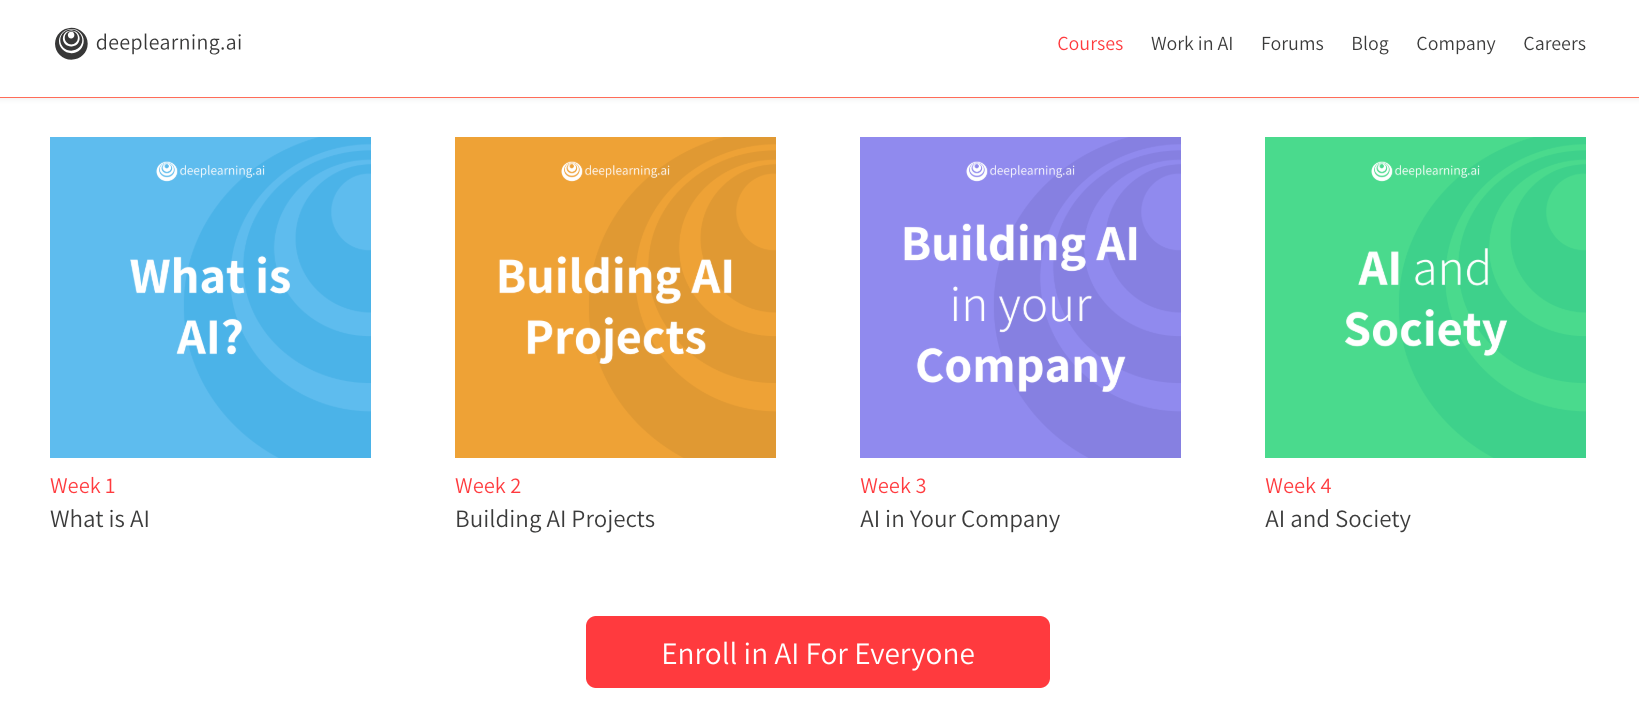 deeplearning.ai
Courses Work in AI Forums Blog Company Careers
deeplearning.ai
What is
AI?
Week 1
What is AI
deeplearning.ai
Building AI
Projects
Week 2
Building AI Projects
deeplearning.ai
Building AI
in your
Company
Week 3
AI in Your Company
deeplearning.ai
AI and
Society
Week 4
AI and Society
Enroll in AI For Everyone